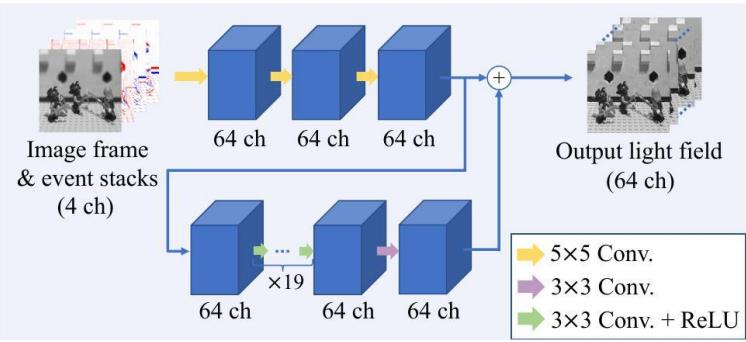 64 ch
64 ch
64 ch
+
Image frame
& event stacks
(4 ch)
Output light field
(64 ch)
×19
64 ch
64 ch
64 ch
5×5 Conv.
3×3 Conv.
3×3 Conv. + ReLU